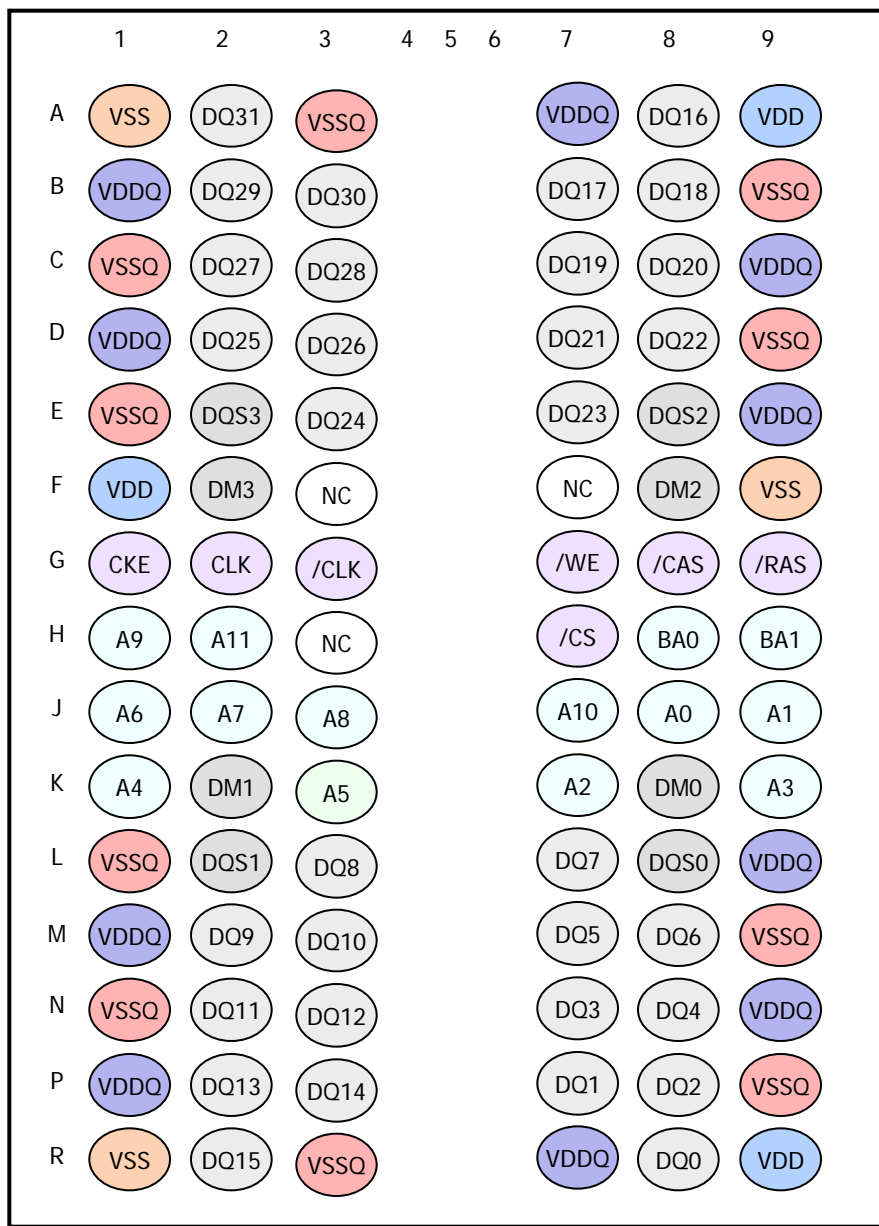 1 2 3 4 5 6 7 8 9
A VSS DQ31 VSSQ VDDQ DQ16 VDD
B VDDQ DQ29 DQ30 DQ17 DQ18 VSSQ
C VSSQ DQ27 DQ28 DQ19 DQ20 VDDQ
D VDDQ DQ25 DQ26 DQ21 DQ22 VSSQ
E VSSQ DQS3 DQ24 DQ23 DQS2 VDDQ
F VDD DM3 NC NC DM2 VSS
G CKE CLK /CLK /WE /CAS /RAS
H A9 A11 NC /CS BA0 BA1
J A6 A7 A8 A10 A0 A1
K A4 DM1 A5 A2 DM0 A3
L VSSQ DQS1 DQ8 DQ7 DQS0 VDDQ
M VDDQ DQ9 DQ10 DQ5 DQ6 VSSQ
N VSSQ DQ11 DQ12 DQ3 DQ4 VDDQ
P VDDQ DQ13 DQ14 DQ1 DQ2 VSSQ
R VSS DQ15 VSSQ VDDQ DQ0 VDD